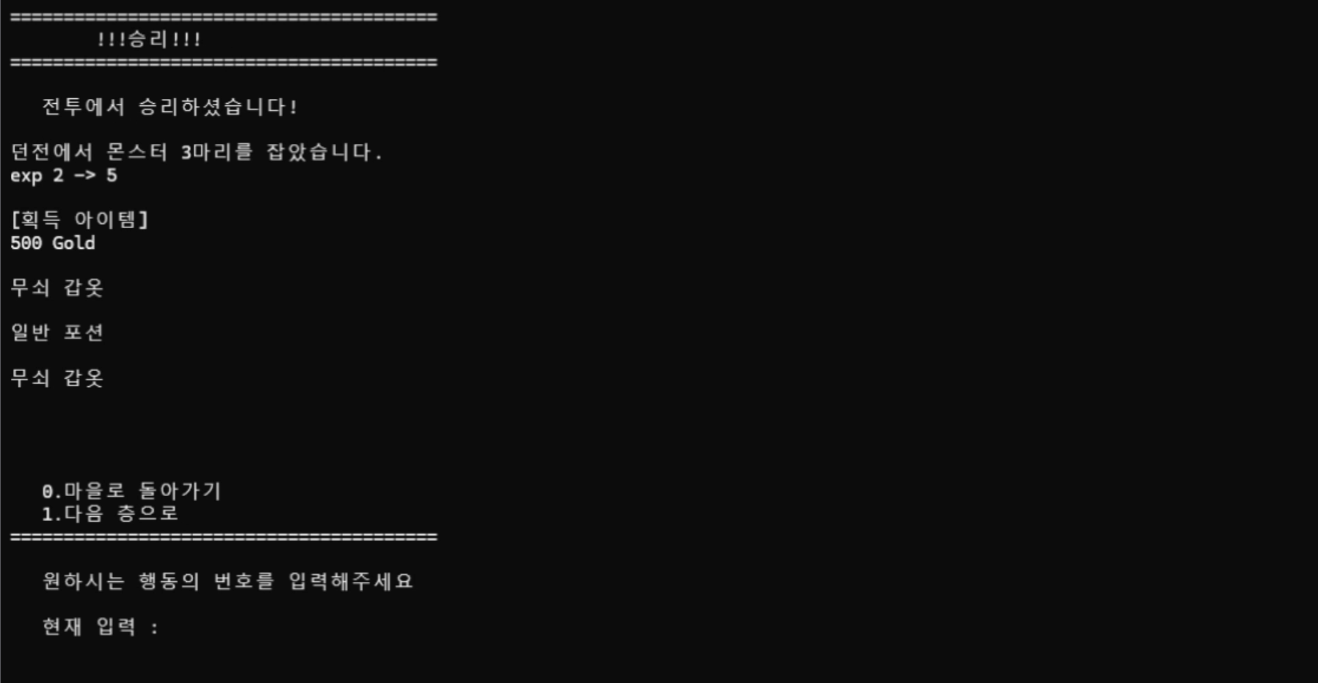 ========================================
!!!승리!!!
========================================
전투에서 승리하셨습니다!
던전에서 몬스터 3마리를 잡았습니다.
exp 2 -> 5
[획득 아이템]
500 Gold
무쇠 갑옷
일반 포션
무쇠 갑옷
0.마을로 돌아가기
1.다음 층으로
========================================
원하시는 행동의 번호를 입력해주세요
현재 입력 :